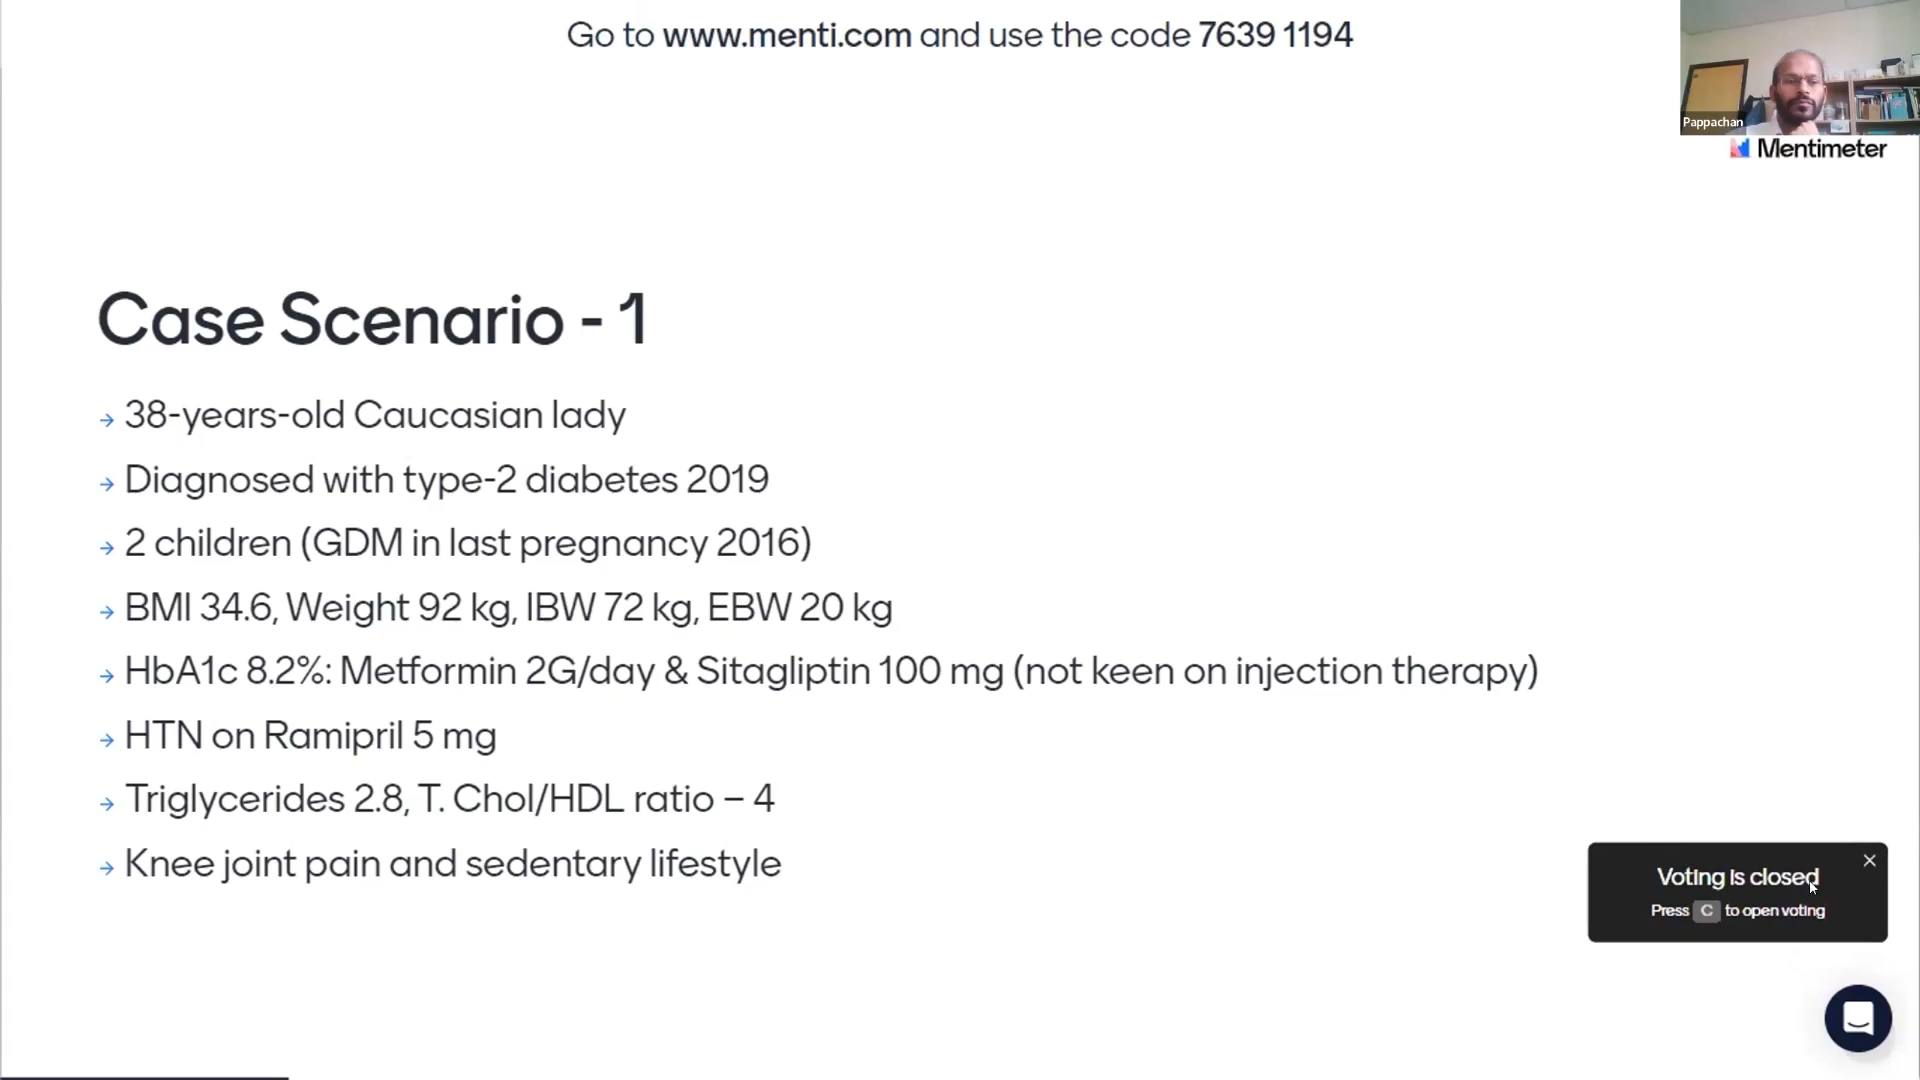 Go to www.menti.com and use the code 7639 1194
Pappachan
Mentimeter
Case Scenario - 1
→ 38-years-old Caucasian lady
→ Diagnosed with type-2 diabetes 2019
→ 2 children (GDM in last pregnancy 2016)
→ BMI 34.6, Weight 92 kg, IBW 72 kg, EBW 20 kg
→ HbA1c 8.2%: Metformin 2G/day & Sitagliptin 100 mg (not keen on injection therapy)
→ HTN on Ramipril 5 mg
→ Triglycerides 2.8, T. Chol/HDL ratio – 4
→ Knee joint pain and sedentary lifestyle
Voting is closed
Press C to open voting